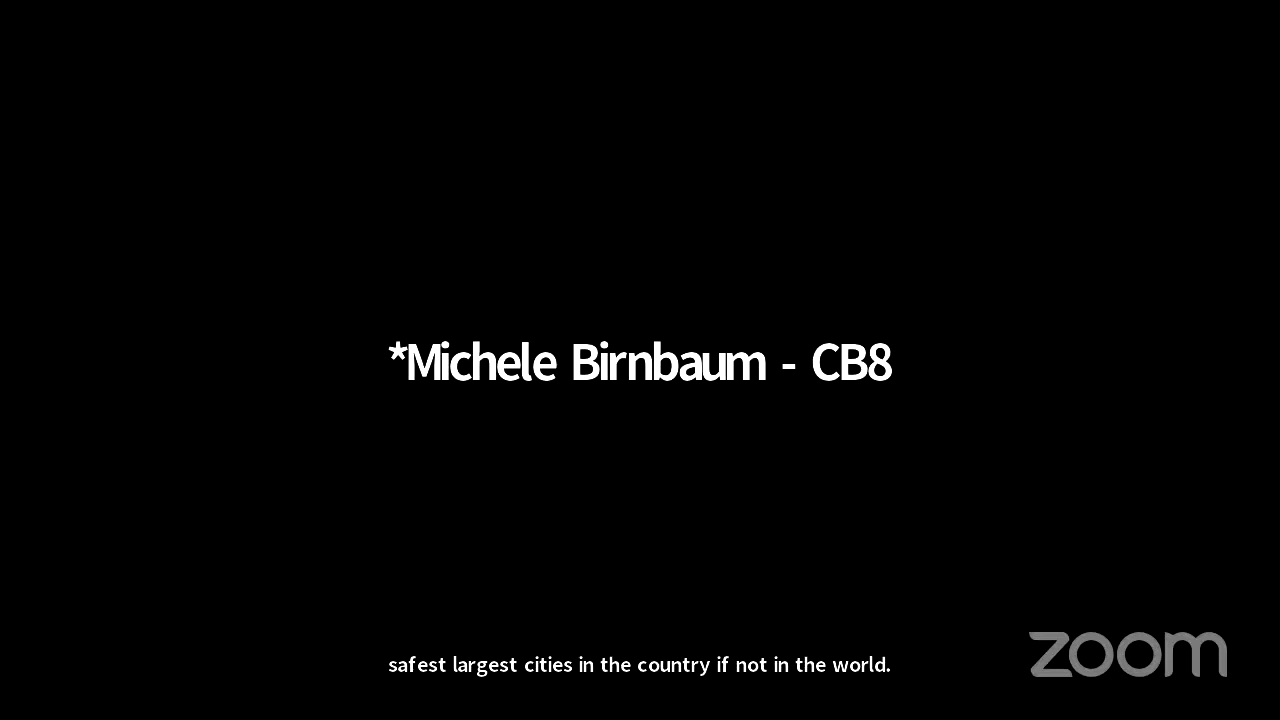 *Michele Birnbaum - CB8
safest largest cities in the country if not in the world.
zoom